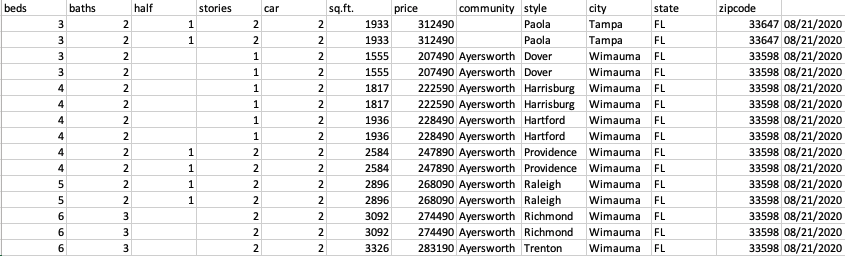 beds baths half stories car sq.ft. price community style city state zipcode
3 2 1 2 2 1933 312490 Paola Tampa FL 33647 08/21/2020
3 2 1 2 2 1933 312490 Paola Tampa FL 33647 08/21/2020
3 2 1 2 1555 207490 Ayersworth Dover Wimauma FL 33598 08/21/2020
3 2 1 2 1555 207490 Ayersworth Dover Wimauma FL 33598 08/21/2020
4 2 1 2 1817 222590 Ayersworth Harrisburg Wimauma FL 33598 08/21/2020
4 2 1 2 1817 222590 Ayersworth Harrisburg Wimauma FL 33598 08/21/2020
4 2 1 2 1936 228490 Ayersworth Hartford Wimauma FL 33598 08/21/2020
4 2 1 2 1936 228490 Ayersworth Hartford Wimauma FL 33598 08/21/2020
4 2 1 2 2 2584 247890 Ayersworth Providence Wimauma FL 33598 08/21/2020
4 2 1 2 2 2584 247890 Ayersworth Providence Wimauma FL 33598 08/21/2020
5 2 1 2 2 2896 268090 Ayersworth Raleigh Wimauma FL 33598 08/21/2020
5 2 1 2 2 2896 268090 Ayersworth Raleigh Wimauma FL 33598 08/21/2020
6 3 2 2 3092 274490 Ayersworth Richmond Wimauma FL 33598 08/21/2020
6 3 2 2 3092 274490 Ayersworth Richmond Wimauma FL 33598 08/21/2020
6 3 2 2 3326 283190 Ayersworth Trenton Wimauma FL 33598 08/21/2020